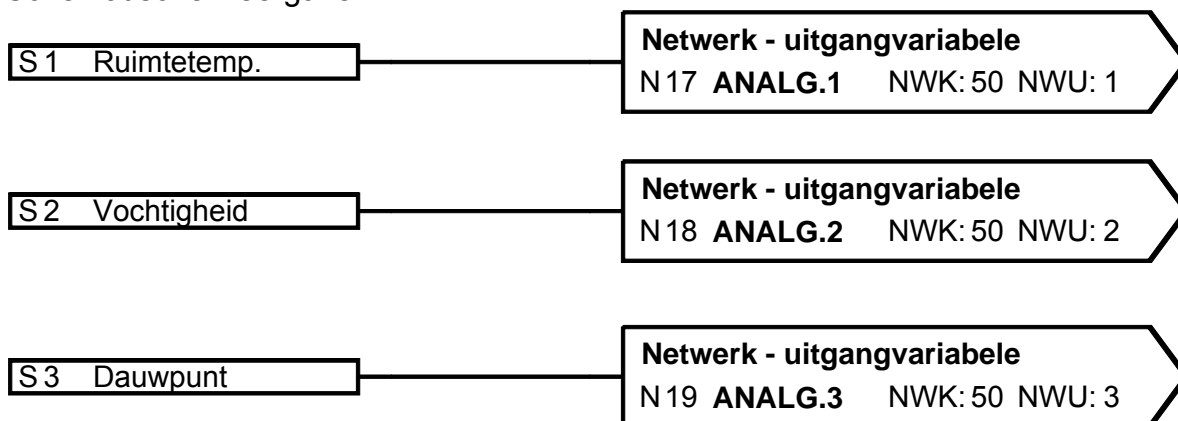 S 1 Ruimtetemp.
Netwerk - uitgangvariabele
N 17 ANALG.1 NWK: 50 NWU: 1
S 2 Vochtigheid
Netwerk - uitgangvariabele
N 18 ANALG.2 NWK: 50 NWU: 2
S 3 Dauwpunt
Netwerk - uitgangvariabele
N 19 ANALG.3 NWK: 50 NWU: 3